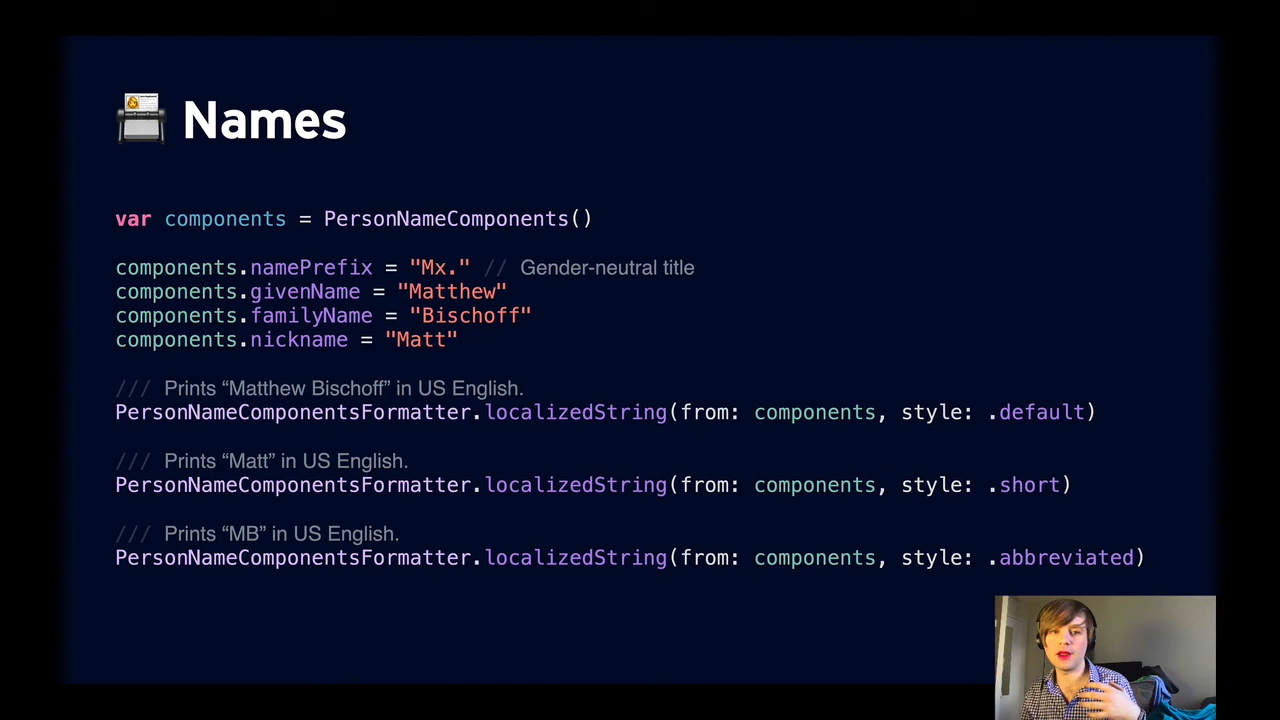 Names
var components = PersonNameComponents()
components.namePrefix = "Mx." // Gender-neutral title
components.givenName = "Matthew"
components.familyName = "Bischoff"
components.nickname = "Matt"
/// Prints “Matthew Bischoff” in US English.
PersonNameComponentsFormatter.localizedString(from: components, style: .default)
/// Prints “Matt” in US English.
PersonNameComponentsFormatter.localizedString(from: components, style: .short)
/// Prints “MB” in US English.
PersonNameComponentsFormatter.localizedString(from: components, style: .abbreviated)